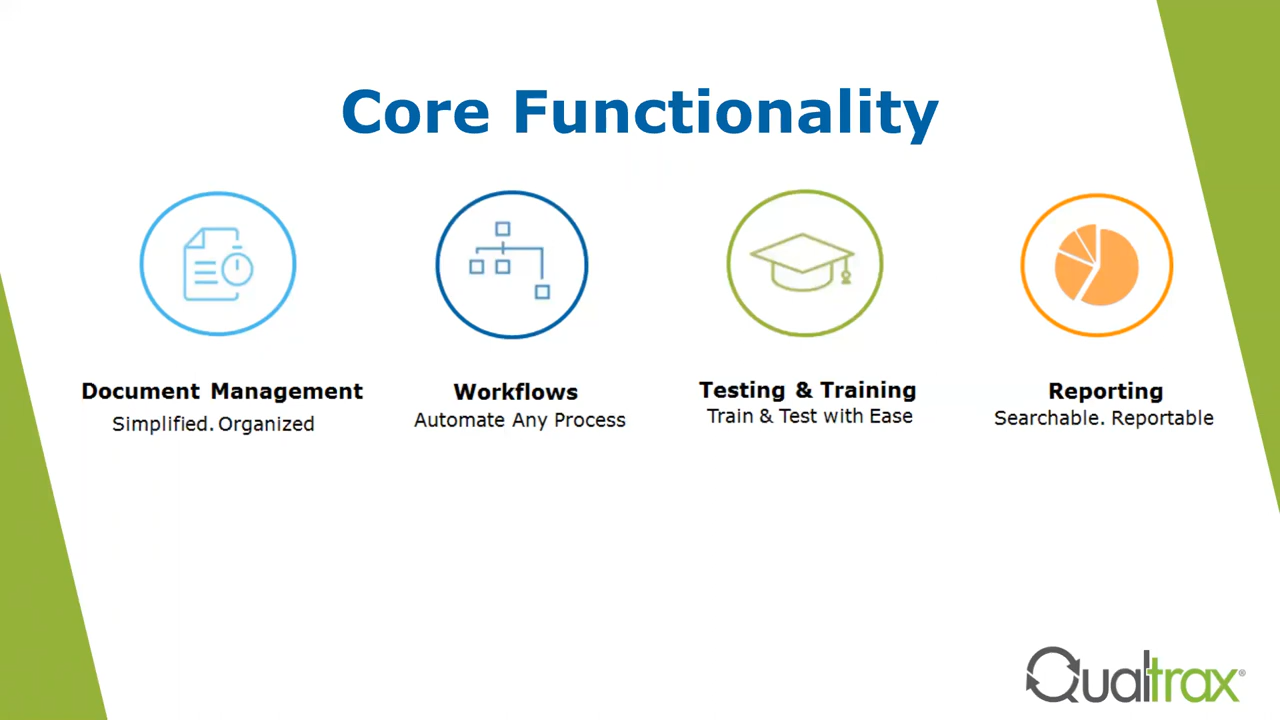 Core Functionality
Document Management
Simplified. Organized
Workflows
Automate Any Process
Testing & Training
Train & Test with Ease
Reporting
Searchable. Reportable
Qualtrax®